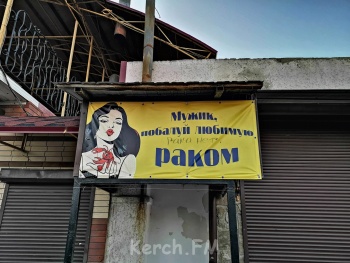 Мужик,
побалуй любимую
раком
Kerch.FM